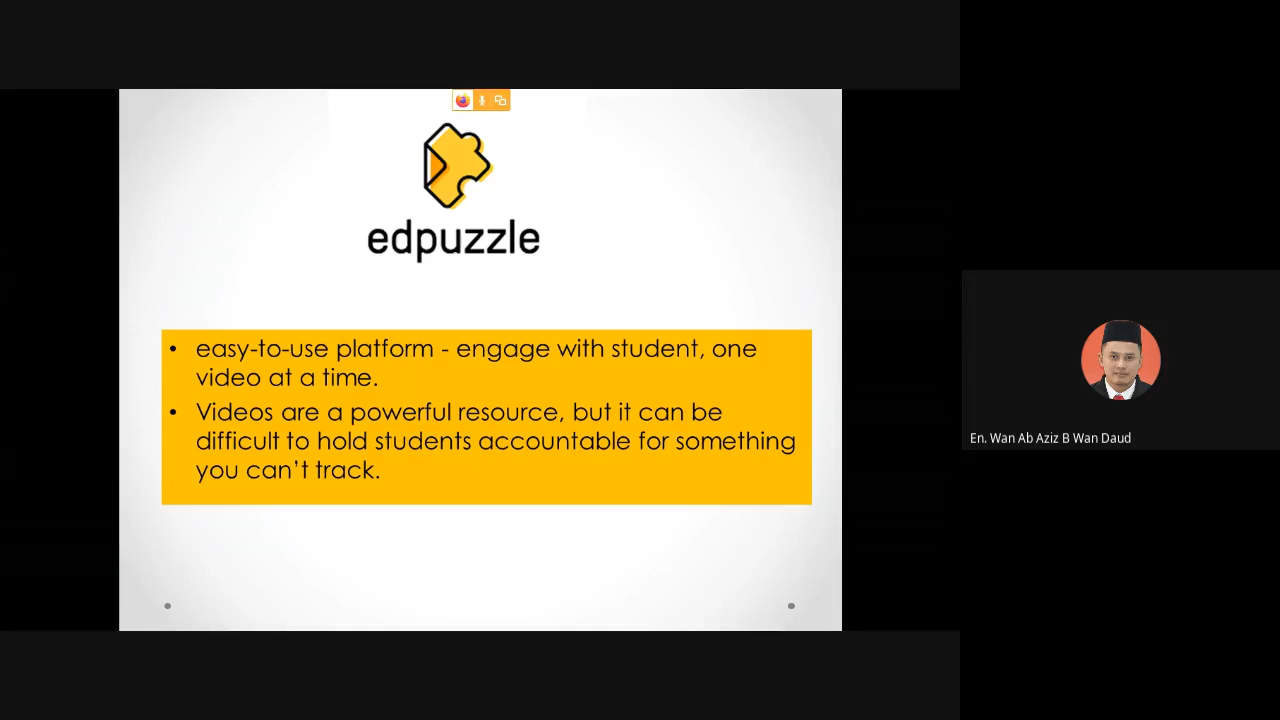 edpuzzle
• easy-to-use platform - engage with student, one
video at a time.
• Videos are a powerful resource, but it can be
difficult to hold students accountable for something
you can’t track.
En. Wan Ab Aziz B Wan Daud